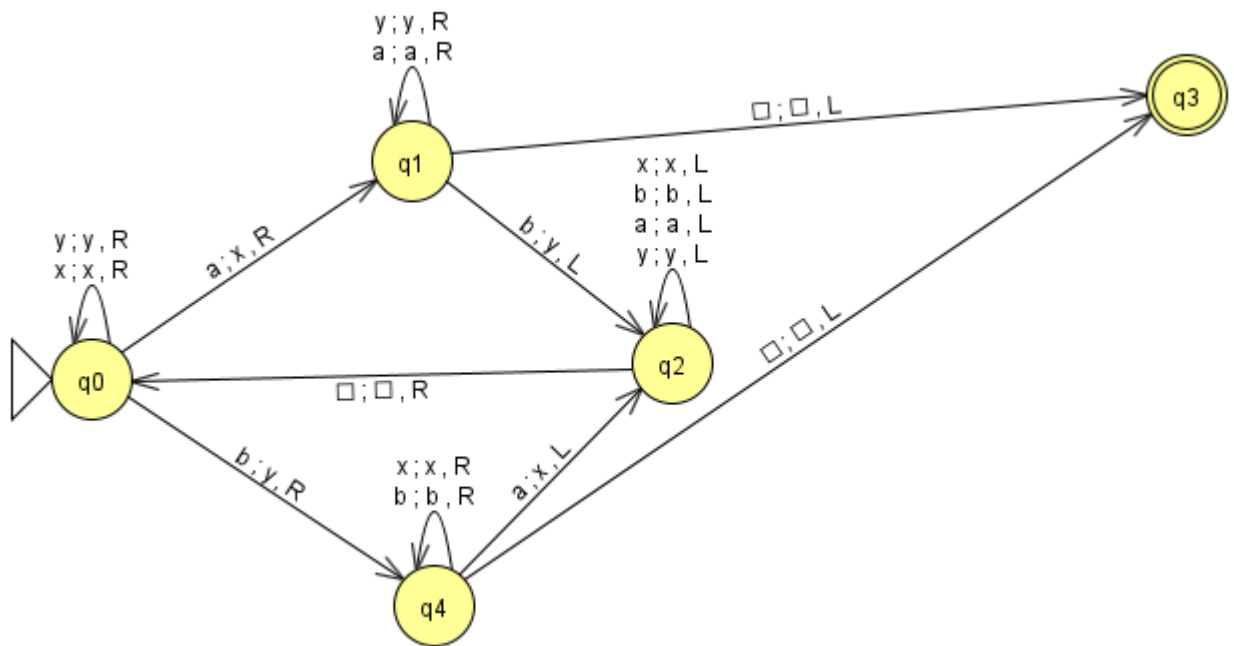 y ; y , R
a ; a , R
q3
□ ; □ , L
q1
x ; x , L
b ; b , L
a ; a , L
y ; y , L
b ; y , L
y ; y , R
x ; x , R
a ; x , R
□ ; □ , L
q2
q0
□ ; □ , R
b ; y , R
x ; x , R
b ; b , R
a ; x , L
q4